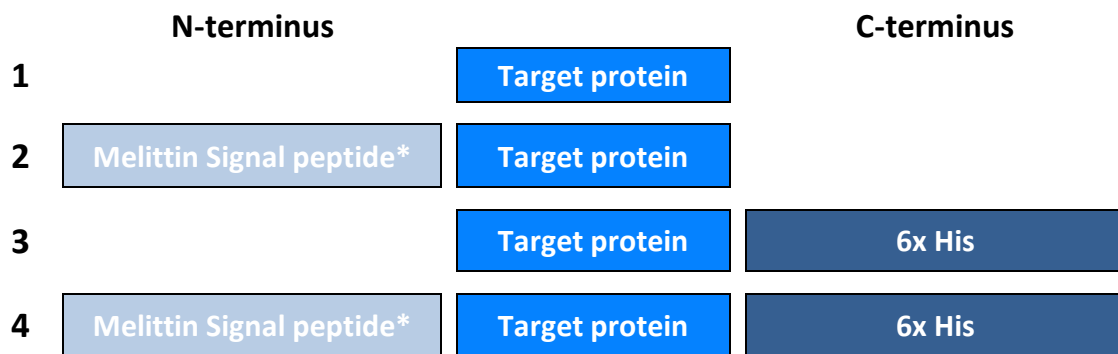 N-terminus C-terminus
1 Target protein
2 Melittin Signal peptide* Target protein
3 Target protein 6x His
4 Melittin Signal peptide* Target protein 6x His